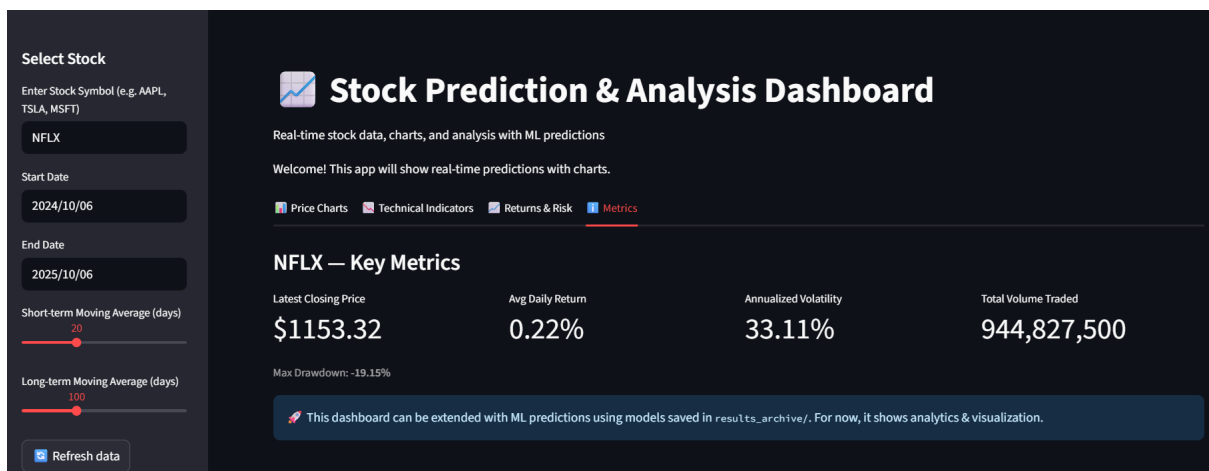 Select Stock
Enter Stock Symbol (e.g. AAPL,
TSLA, MSFT)
NFLX
Start Date
2024/10/06
End Date
2025/10/06
Short-term Moving Average (days)
20
Long-term Moving Average (days)
100
Refresh data
Stock Prediction & Analysis Dashboard
Real-time stock data, charts, and analysis with ML predictions
Welcome! This app will show real-time predictions with charts.
Price Charts Technical Indicators Returns & Risk Metrics
NFLX — Key Metrics
Latest Closing Price Avg Daily Return Annualized Volatility Total Volume Traded
$1153.32 0.22% 33.11% 944,827,500
Max Drawdown: -19.15%
🚀 This dashboard can be extended with ML predictions using models saved in results_archive/. For now, it shows analytics & visualization.